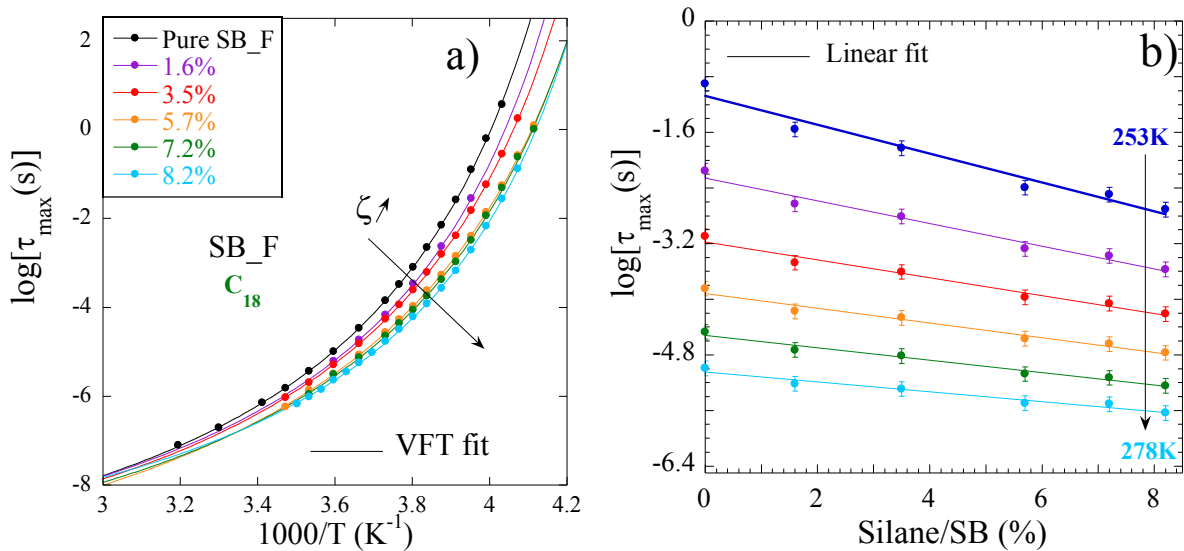 a)
Pure SB_F
1.6%
3.5%
5.7%
7.2%
8.2%
ζ
SB_F
C18
VFT fit
2
0
-2
-4
-6
-8
log[τmax(s)]
3
3.2
3.4
3.6
3.8
4
4.2
1000/T (K-1)
b)
Linear fit
253K
278K
0
-1.6
-3.2
-4.8
-6.4
log[τmax(s)]
0
2
4
6
8
Silane/SB (%)